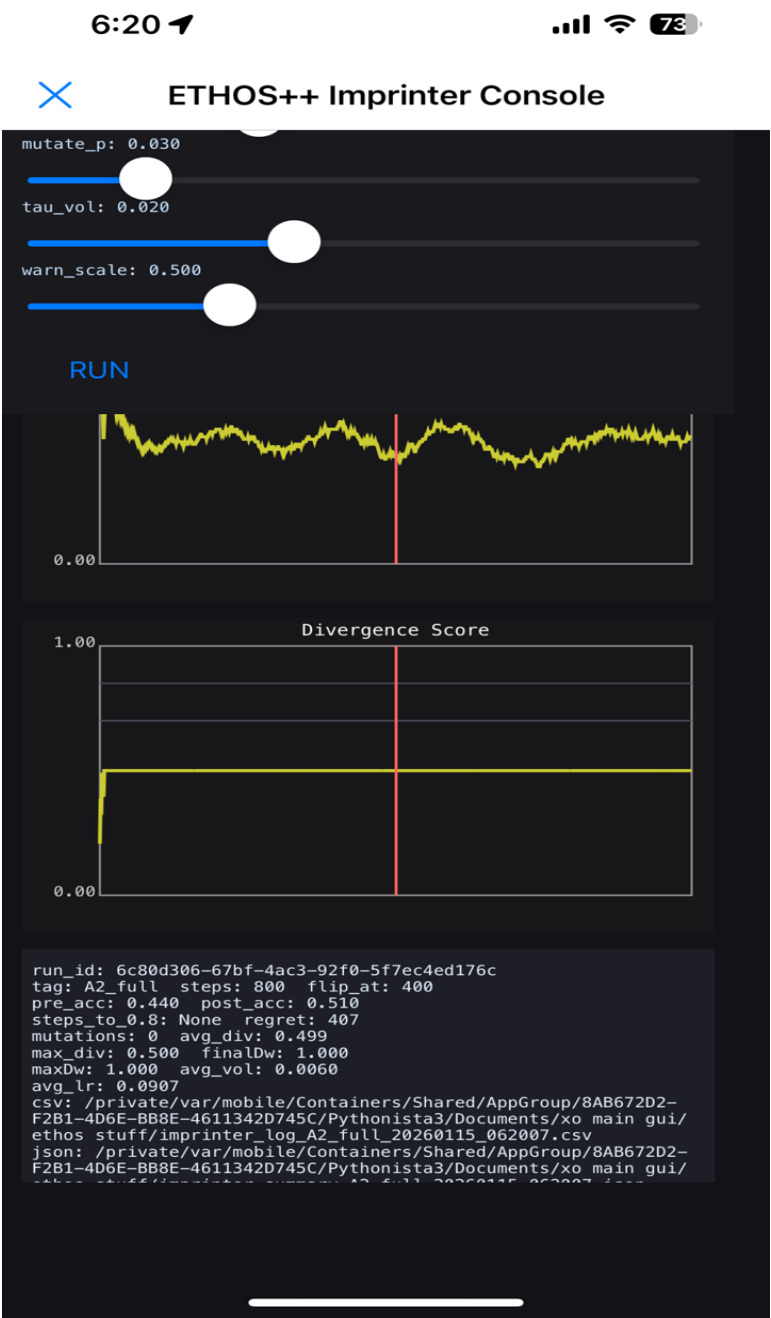 6:20
73
ETHOS++ Imprinter Console
mutate_p: 0.030
tau_vol: 0.020
warn_scale: 0.500
RUN
0.00
Divergence Score
1.00
0.00
run_id: 6c80d306-67bf-4ac3-92f0-5f7ec4ed176c
tag: A2_full steps: 800 flip_at: 400
pre_acc: 0.440 post_acc: 0.510
steps_to_0.8: None regret: 407
mutations: 0 avg_div: 0.499
max_div: 0.500 finalDw: 1.000
maxDw: 1.000 avg_vol: 0.0060
avg_lr: 0.0907
csv: /private/var/mobile/Containers/Shared/AppGroup/8AB672D2-
F2B1-4D6E-BB8E-4611342D745C/Pythonista3/Documents/xo main gui/
ethos stuff/imprinter_log_A2_full_20260115_062007.csv
json: /private/var/mobile/Containers/Shared/AppGroup/8AB672D2-
F2B1-4D6E-BB8E-4611342D745C/Pythonista3/Documents/xo main gui/
ethos stuff/imprinter_summary_A2_full_20260115_062007.json